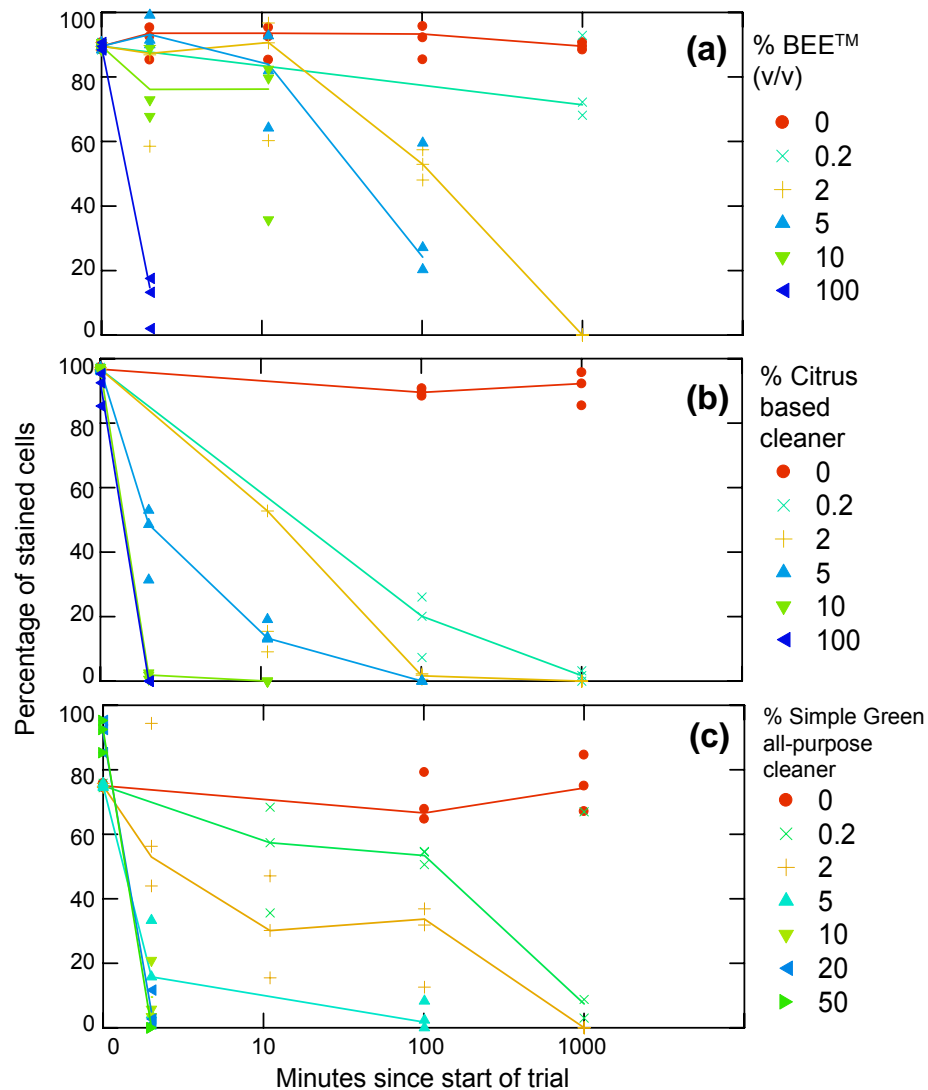 Percentage of stained cells
100
80
60
40
20
0
(a)
% BEE™
(v/v)
0
0.2
2
5
10
100
100
80
60
40
20
0
(b)
% Citrus
based
cleaner
0
0.2
2
5
10
100
100
80
60
40
20
0
(c)
% Simple Green
all-purpose
cleaner
0
0.2
2
5
10
20
50
0 10 100 1000
Minutes since start of trial